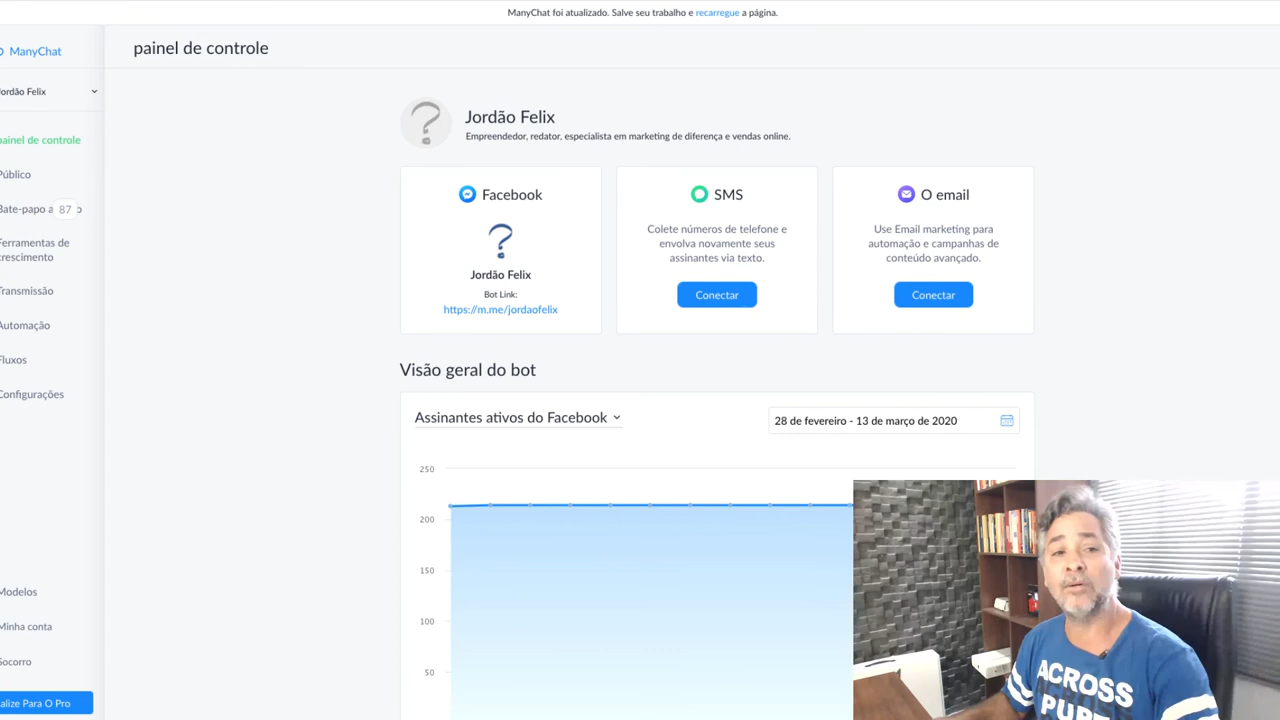 ManyChat foi atualizado. Salve seu trabalho e recarregue a página.
ManyChat
painel de controle
Jordão Felix
painel de controle
Público
Bate-papo a 87 o
Ferramentas de
crescimento
Transmissão
Automação
Fluxos
Configurações
Modelos
Minha conta
Socorro
alize Para O Pro
Jordão Felix
Empreendedor, redator, especialista em marketing de diferença e vendas online.
Facebook
Jordão Felix
Bot Link:
https://m.me/jordaofelix
SMS
Colete números de telefone e
envolva novamente seus
assinantes via texto.
Conectar
O email
Use Email marketing para
automação e campanhas de
conteúdo avançado.
Conectar
Visão geral do bot
Assinantes ativos do Facebook
28 de fevereiro - 13 de março de 2020
250
200
150
100
50
ACROSS